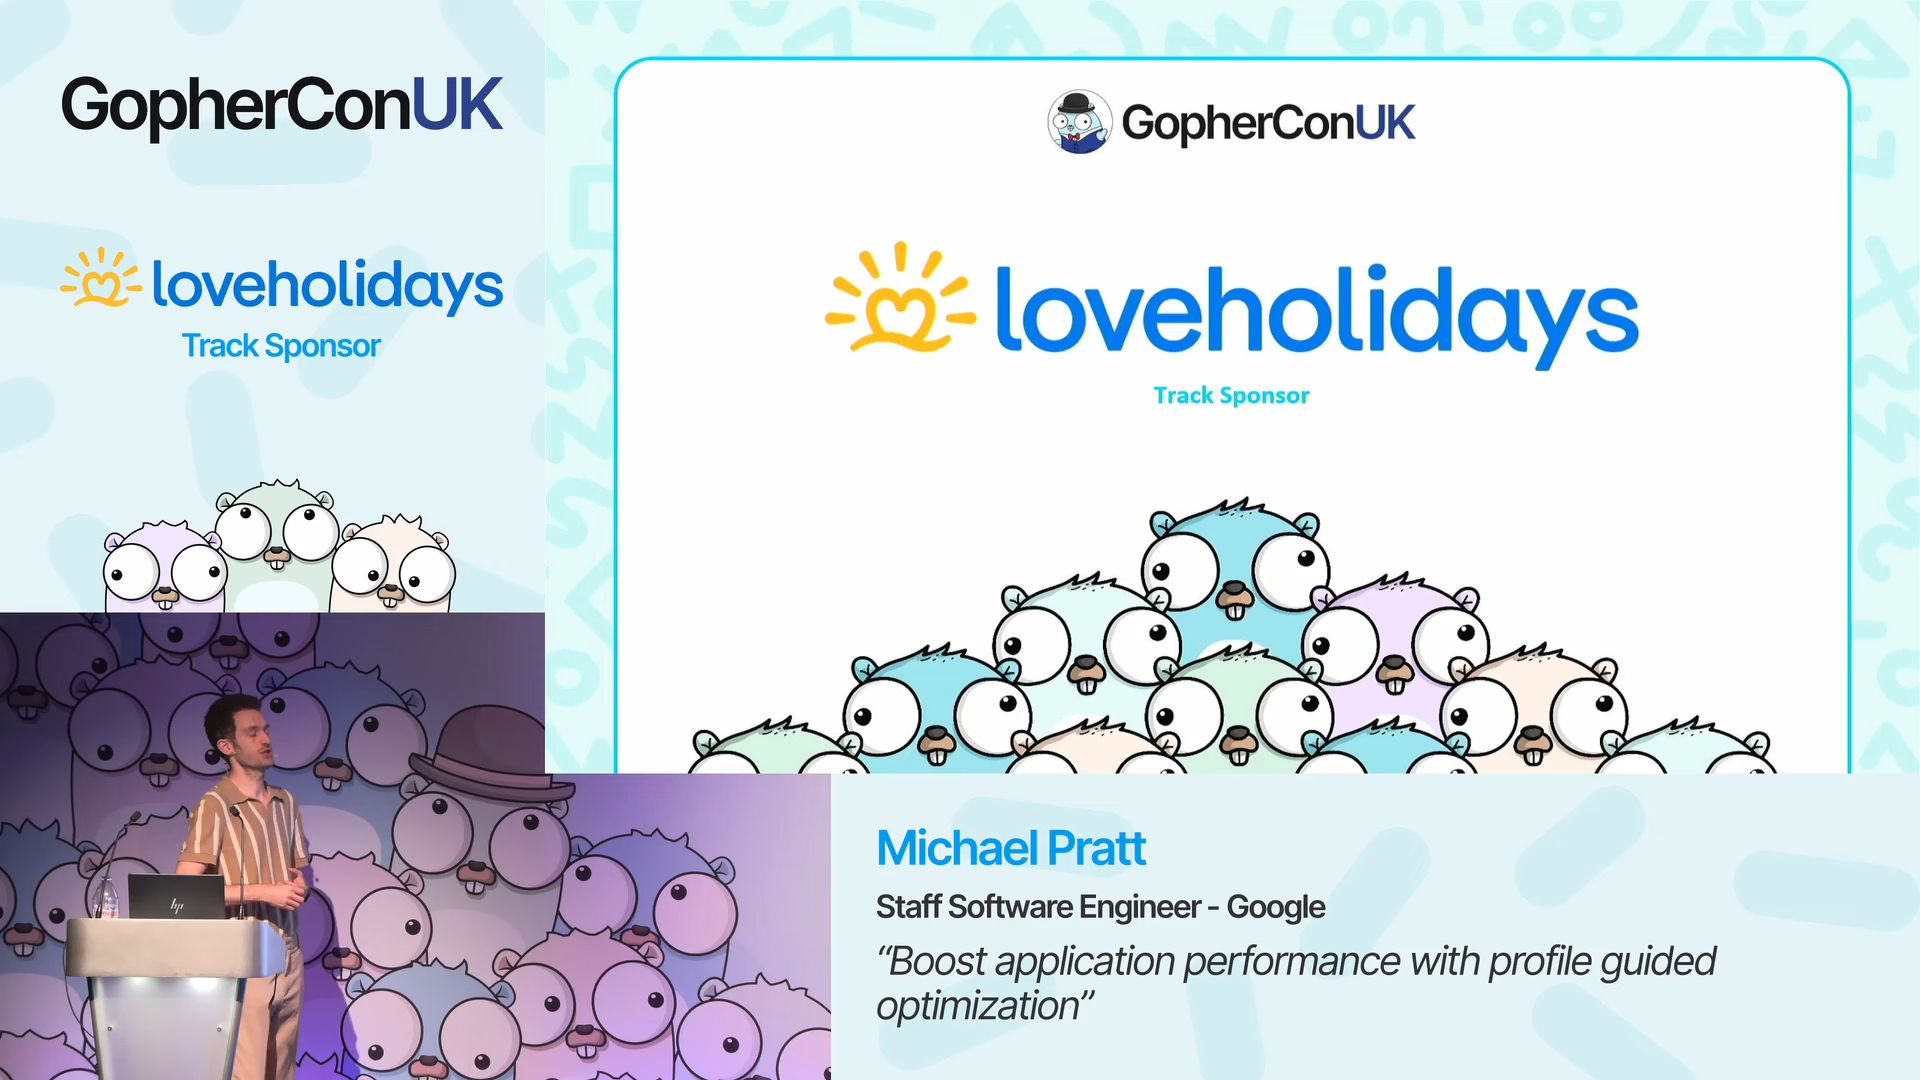 GopherConUK
loveholidays
Track Sponsor
GopherConUK
loveholidays
Track Sponsor
hp
Michael Pratt
Staff Software Engineer - Google
“Boost application performance with profile guided
optimization”